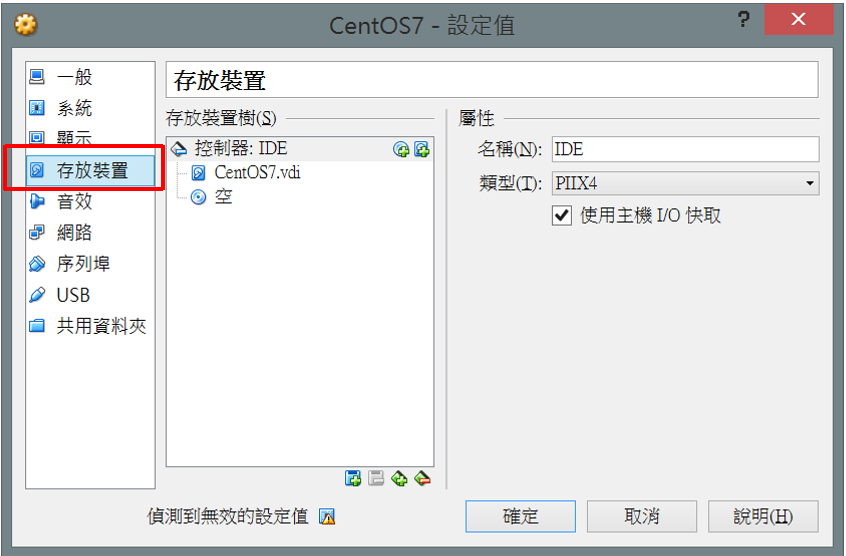 CentOS7 - 設定值
?
一般
系統
顯示
存放裝置
音效
網路
序列埠
USB
共用資料夾
存放裝置
存放裝置樹(S)
控制器: IDE
CentOS7.vdi
空
屬性
名稱(N): IDE
類型(T): PIIX4
使用主機 I/O 快取
偵測到無效的設定值
確定
取消
說明(H)